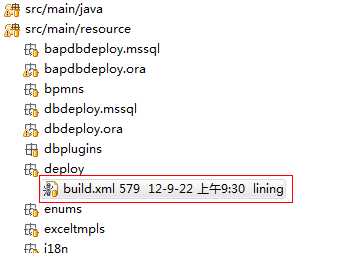 src/main/java
src/main/resource
bapdbdeploy.mssql
bapdbdeploy.ora
bpmns
dbdeploy.mssql
dbdeploy.ora
dbplugins
deploy
build.xml 579 12-9-22 上午9:30 lining
enums
exceltmpls
i18n